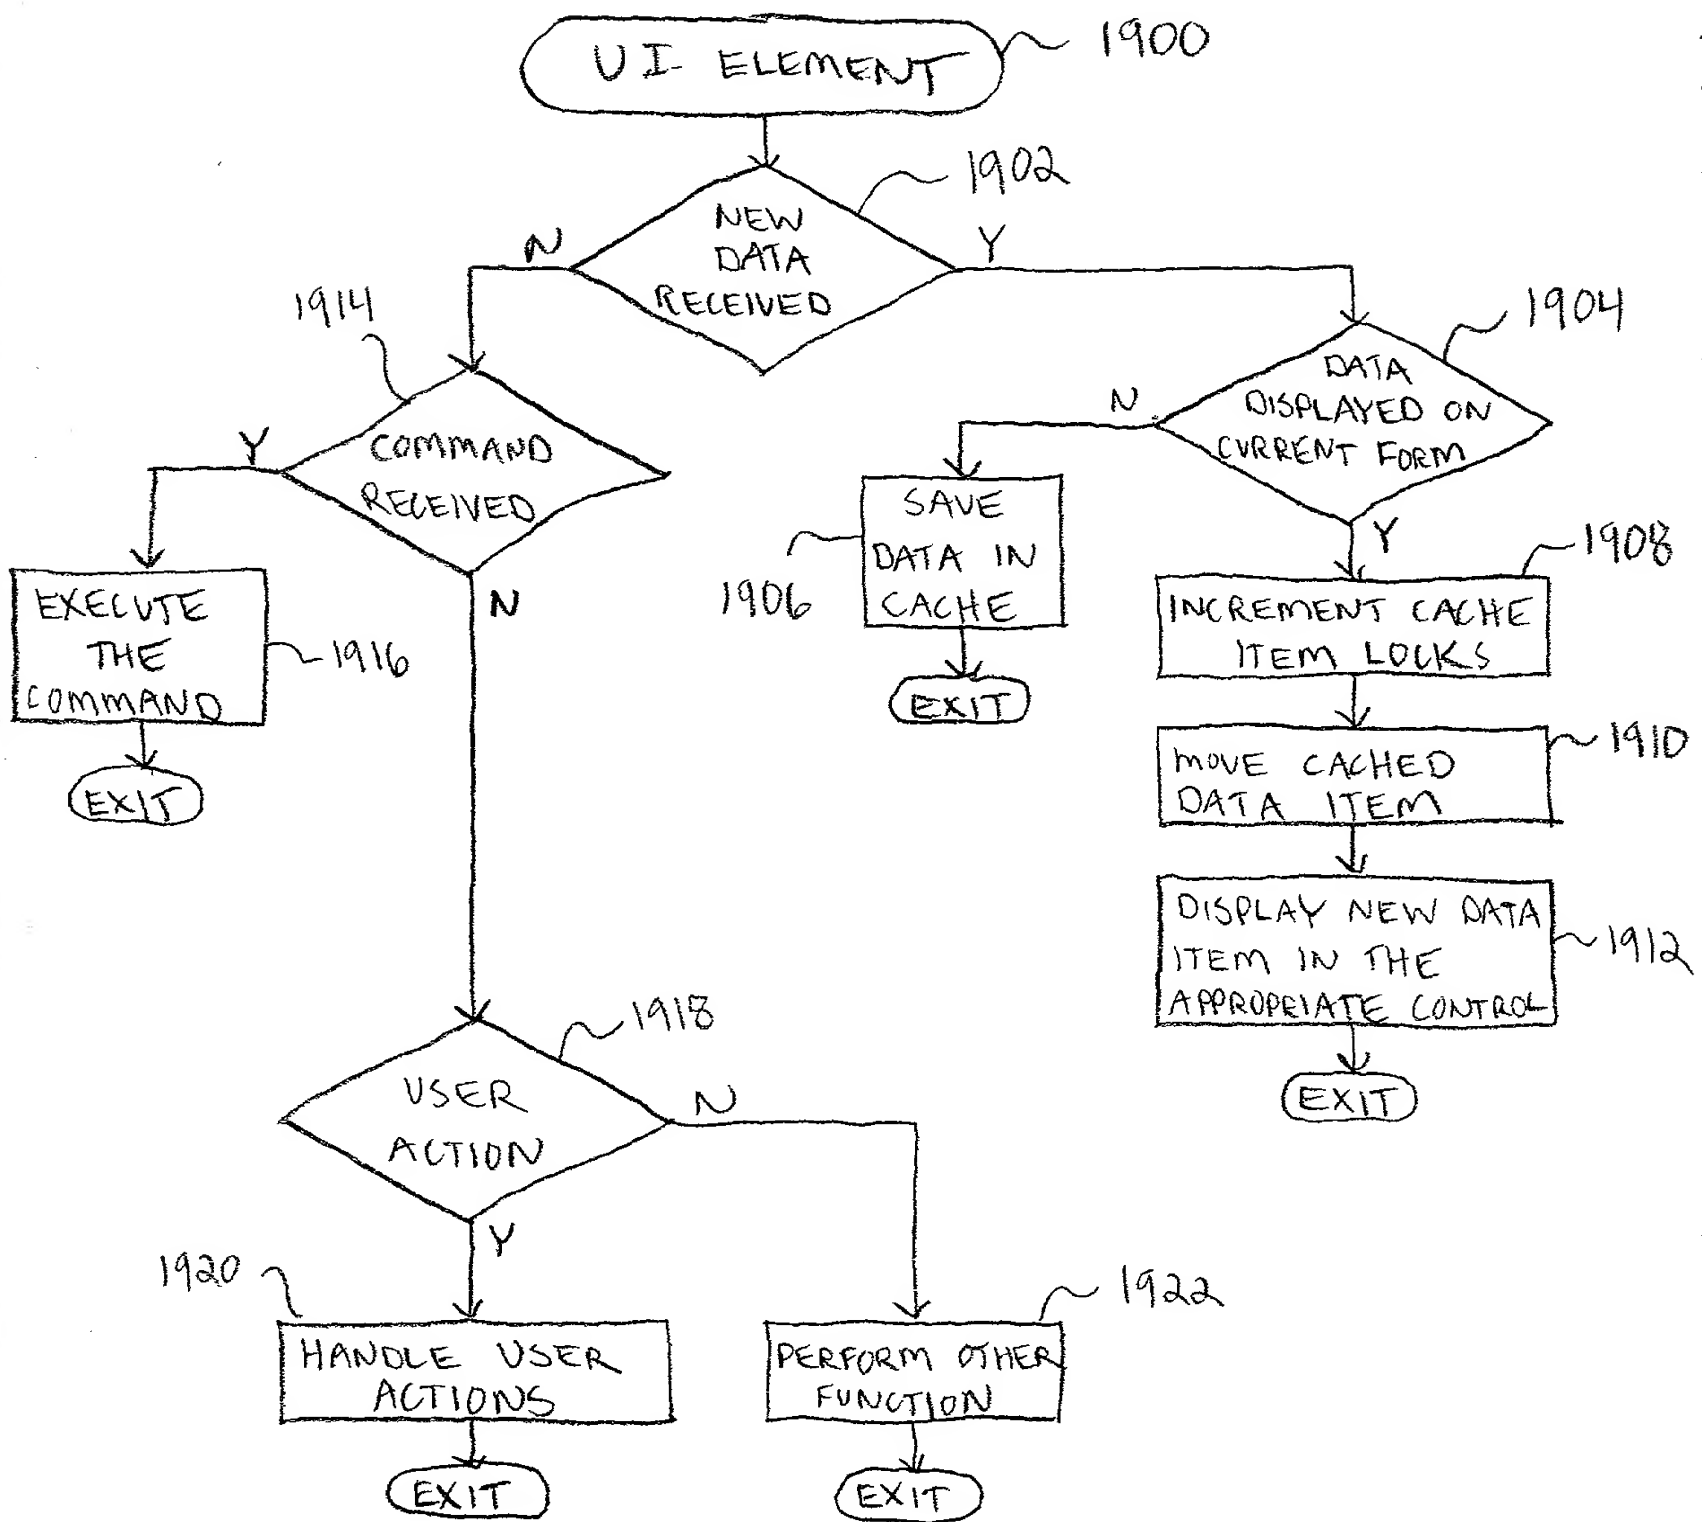 UI ELEMENT
1900
1902
NEW
DATA
RECEIVED
N
Y
1914
1904
DATA
DISPLAYED ON
CURRENT FORM
N
Y
COMMAND
RECEIVED
Y
N
SAVE
DATA IN
CACHE
1906
EXIT
1908
INCREMENT CACHE
ITEM LOCKS
EXECUTE
THE
COMMAND
1916
EXIT
1910
MOVE CACHED
DATA ITEM
DISPLAY NEW DATA
ITEM IN THE
APPROPRIATE CONTROL
1912
EXIT
1918
USER
ACTION
N
Y
1920
HANDLE USER
ACTIONS
EXIT
1922
PERFORM OTHER
FUNCTION
EXIT